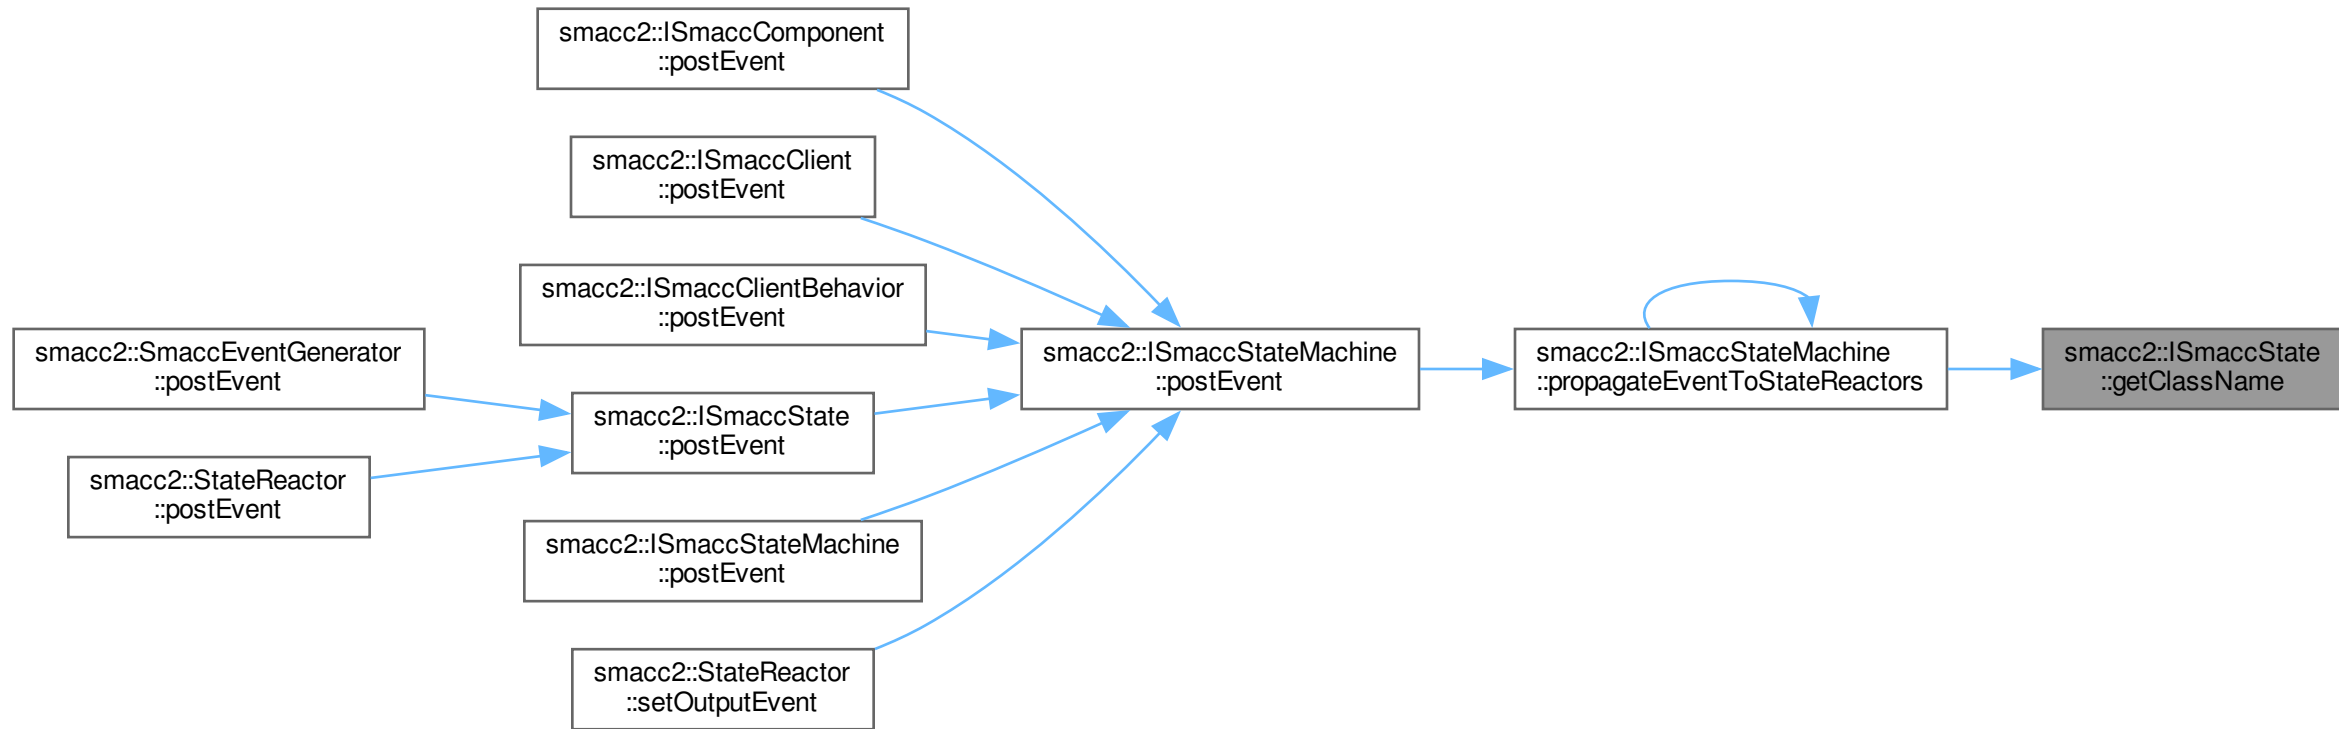 smacc2::ISmaccComponent
::postEvent
smacc2::ISmaccClient
::postEvent
smacc2::ISmaccClientBehavior
::postEvent
smacc2::SmaccEventGenerator
::postEvent
smacc2::ISmaccStateMachine
::postEvent
smacc2::ISmaccStateMachine
::propagateEventToStateReactors
smacc2::ISmaccState
::getClassName
smacc2::ISmaccState
::postEvent
smacc2::StateReactor
::postEvent
smacc2::ISmaccStateMachine
::postEvent
smacc2::StateReactor
::setOutputEvent